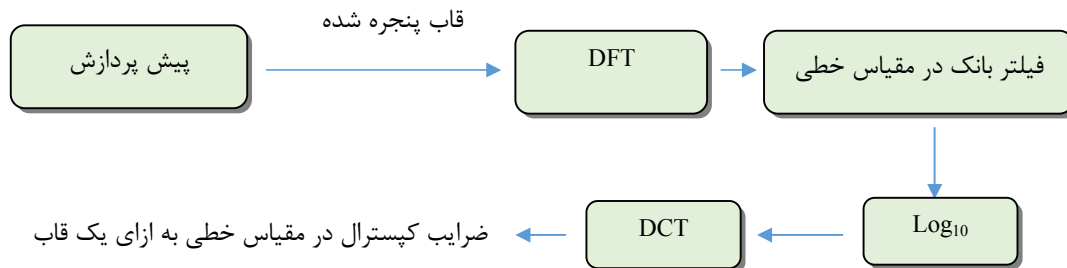 قاب پنجره شده
پیش پردازش
DFT
فیلتر بانک در مقیاس خطی
Log10
DCT
ضرایب کپسترال در مقیاس خطی به ازای یک قاب